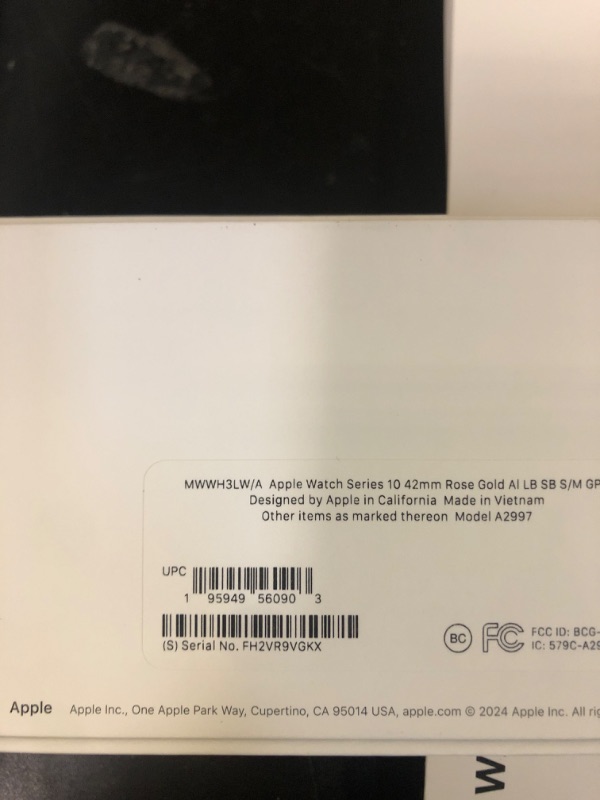 MWWH3LW/A Apple Watch Series 10 42mm Rose Gold Al LB SB S/M GP
Designed by Apple in California Made in Vietnam
Other items as marked thereon Model A2997
UPC
1 95949 56090 3
(S) Serial No. FH2VR9VGKX
BC FC FCC ID: BCG-
IC: 579C-A29
Apple Apple Inc., One Apple Park Way, Cupertino, CA 95014 USA, apple.com © 2024 Apple Inc. All rig
W